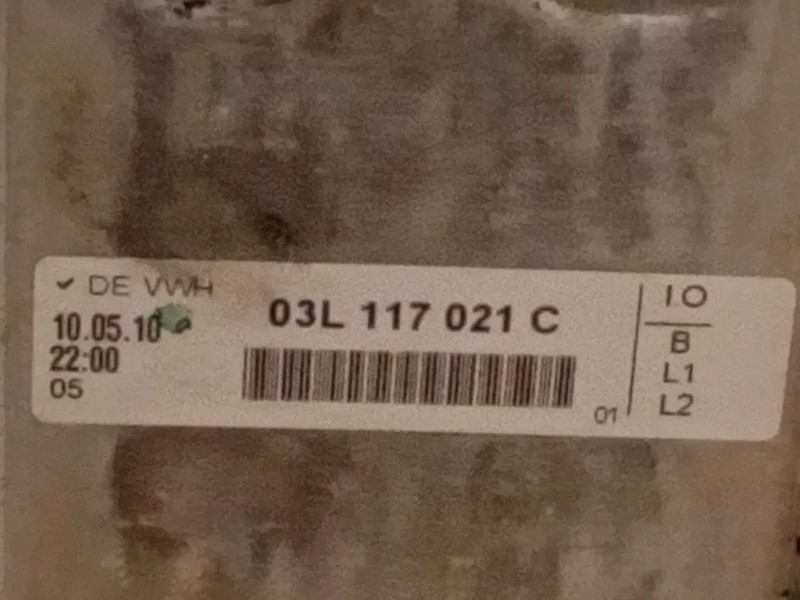 ✓ DE VWH
10.05.10
22:00
05
03L 117 021 C
01
I O
B
L1
L2